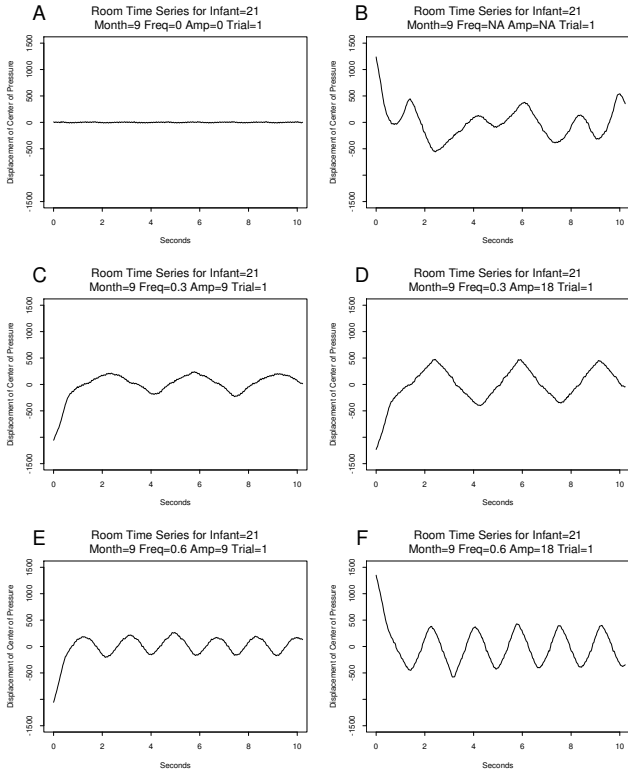 A
Room Time Series for Infant=21
Month=9 Freq=0 Amp=0 Trial=1
Displacement of Center of Pressure
1500
1000
500
0
-500
-1500
0 2 4 6 8 10
Seconds
B
Room Time Series for Infant=21
Month=9 Freq=NA Amp=NA Trial=1
Displacement of Center of Pressure
1500
1000
500
0
-500
-1500
0 2 4 6 8 10
Seconds
C
Room Time Series for Infant=21
Month=9 Freq=0.3 Amp=9 Trial=1
Displacement of Center of Pressure
1500
1000
500
0
-500
-1500
0 2 4 6 8 10
Seconds
D
Room Time Series for Infant=21
Month=9 Freq=0.3 Amp=18 Trial=1
Displacement of Center of Pressure
1500
1000
500
0
-500
-1500
0 2 4 6 8 10
Seconds
E
Room Time Series for Infant=21
Month=9 Freq=0.6 Amp=9 Trial=1
Displacement of Center of Pressure
1500
1000
500
0
-500
-1500
0 2 4 6 8 10
Seconds
F
Room Time Series for Infant=21
Month=9 Freq=0.6 Amp=18 Trial=1
Displacement of Center of Pressure
1500
1000
500
0
-500
-1500
0 2 4 6 8 10
Seconds